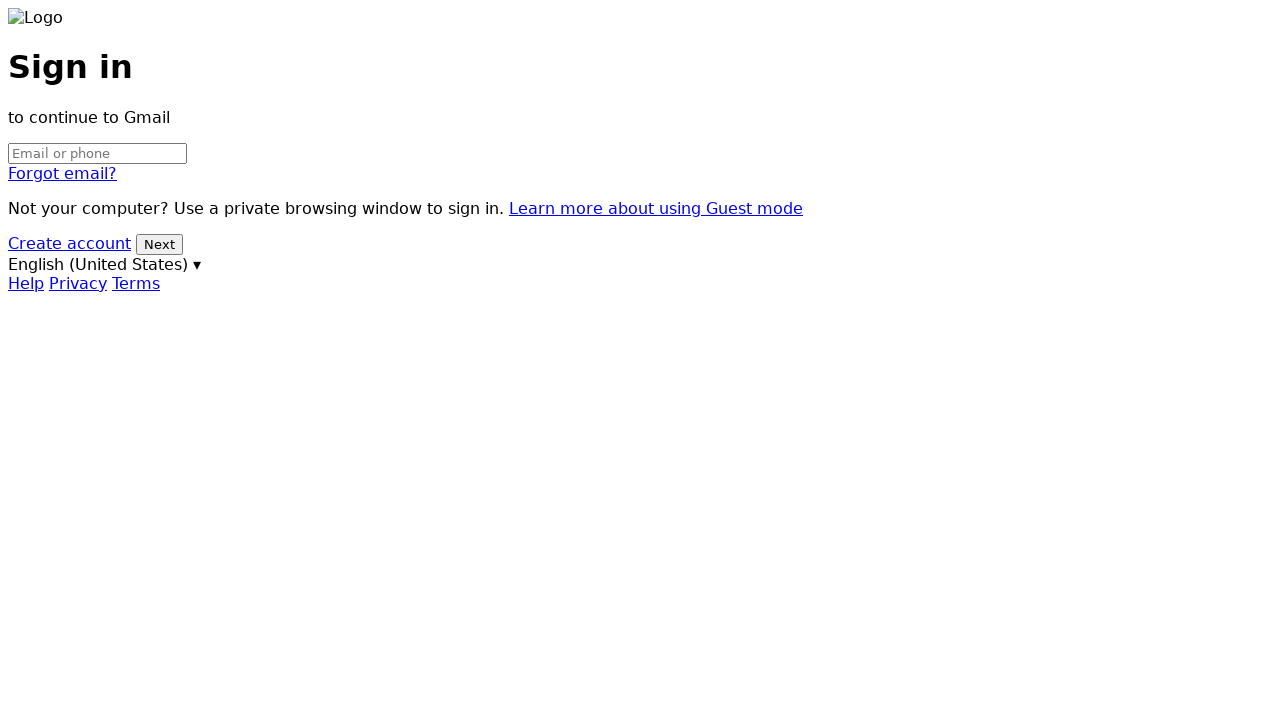 Logo
Sign in
to continue to Gmail
Email or phone
Forgot email?
Not your computer? Use a private browsing window to sign in. Learn more about using Guest mode
Create account Next
English (United States) ▾
Help Privacy Terms